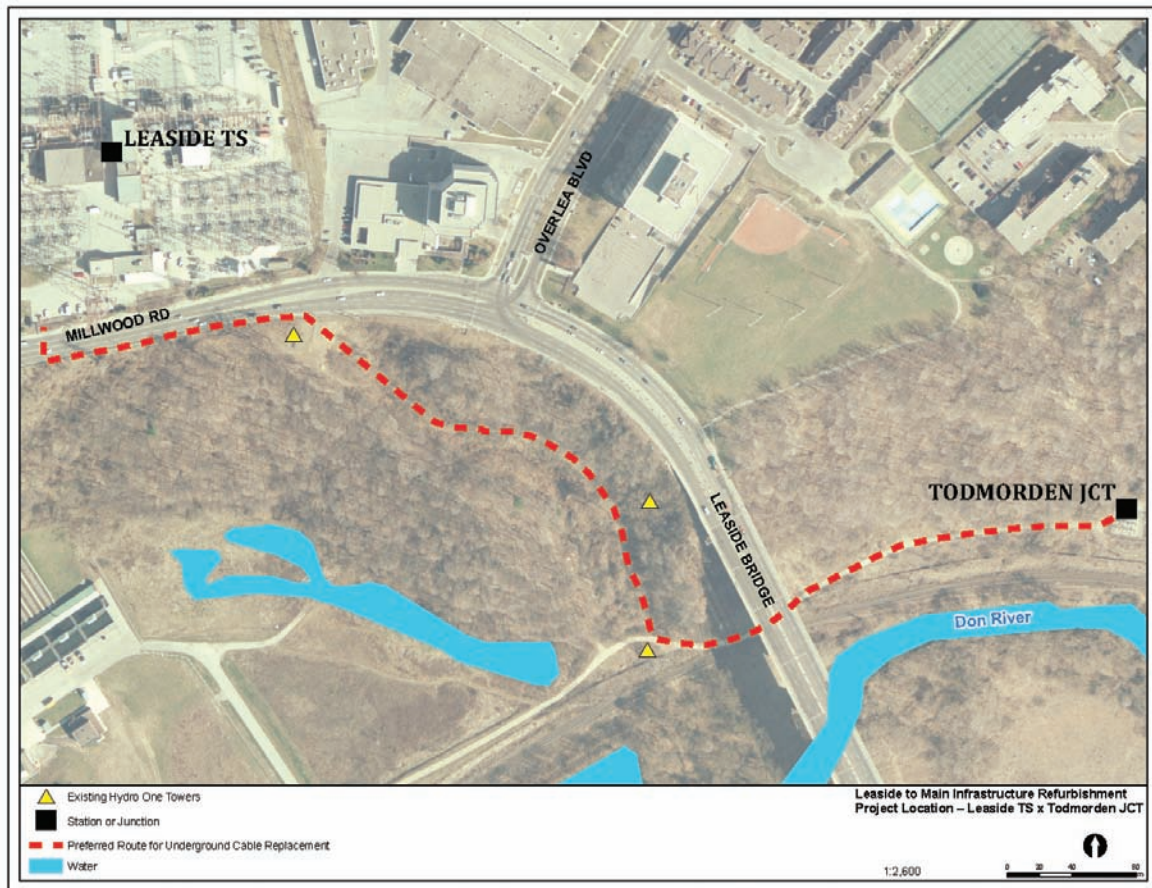 LEASIDE TS
OVERLEA BLVD
MILLWOOD RD
TODMORDEN JCT
LEASIDE BRIDGE
Don River
Existing Hydro One Towers
Station or Junction
Preferred Route for Underground Cable Replacement
Water
Leaside to Main Infrastructure Refurbishment
Project Location – Leaside TS x Todmorden JCT
1:2,600
0 20 40 80
m